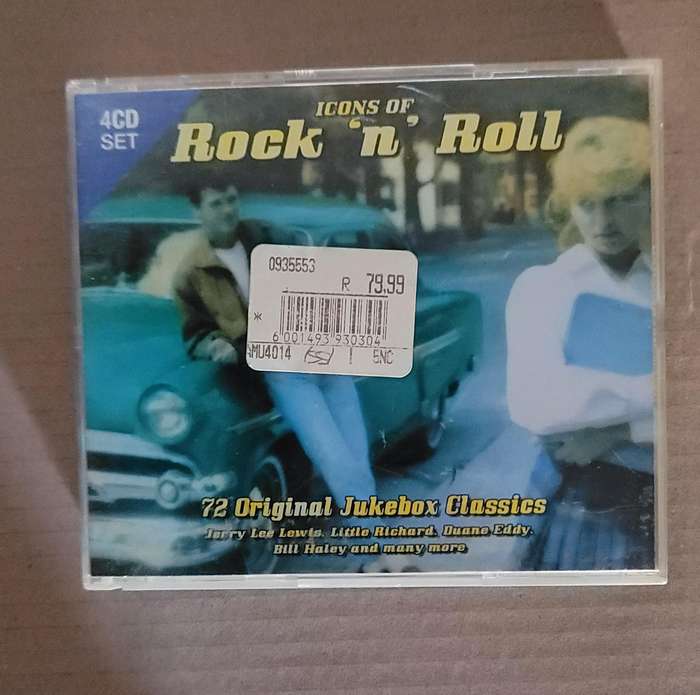 4CD
SET
ICONS OF
Rock 'n' Roll
0935553
R 79.99
6 001493 930304
SMU4014
ENC
72 Original Jukebox Classics
Jerry Lee Lewis, Little Richard, Duane Eddy,
Bill Haley and many more